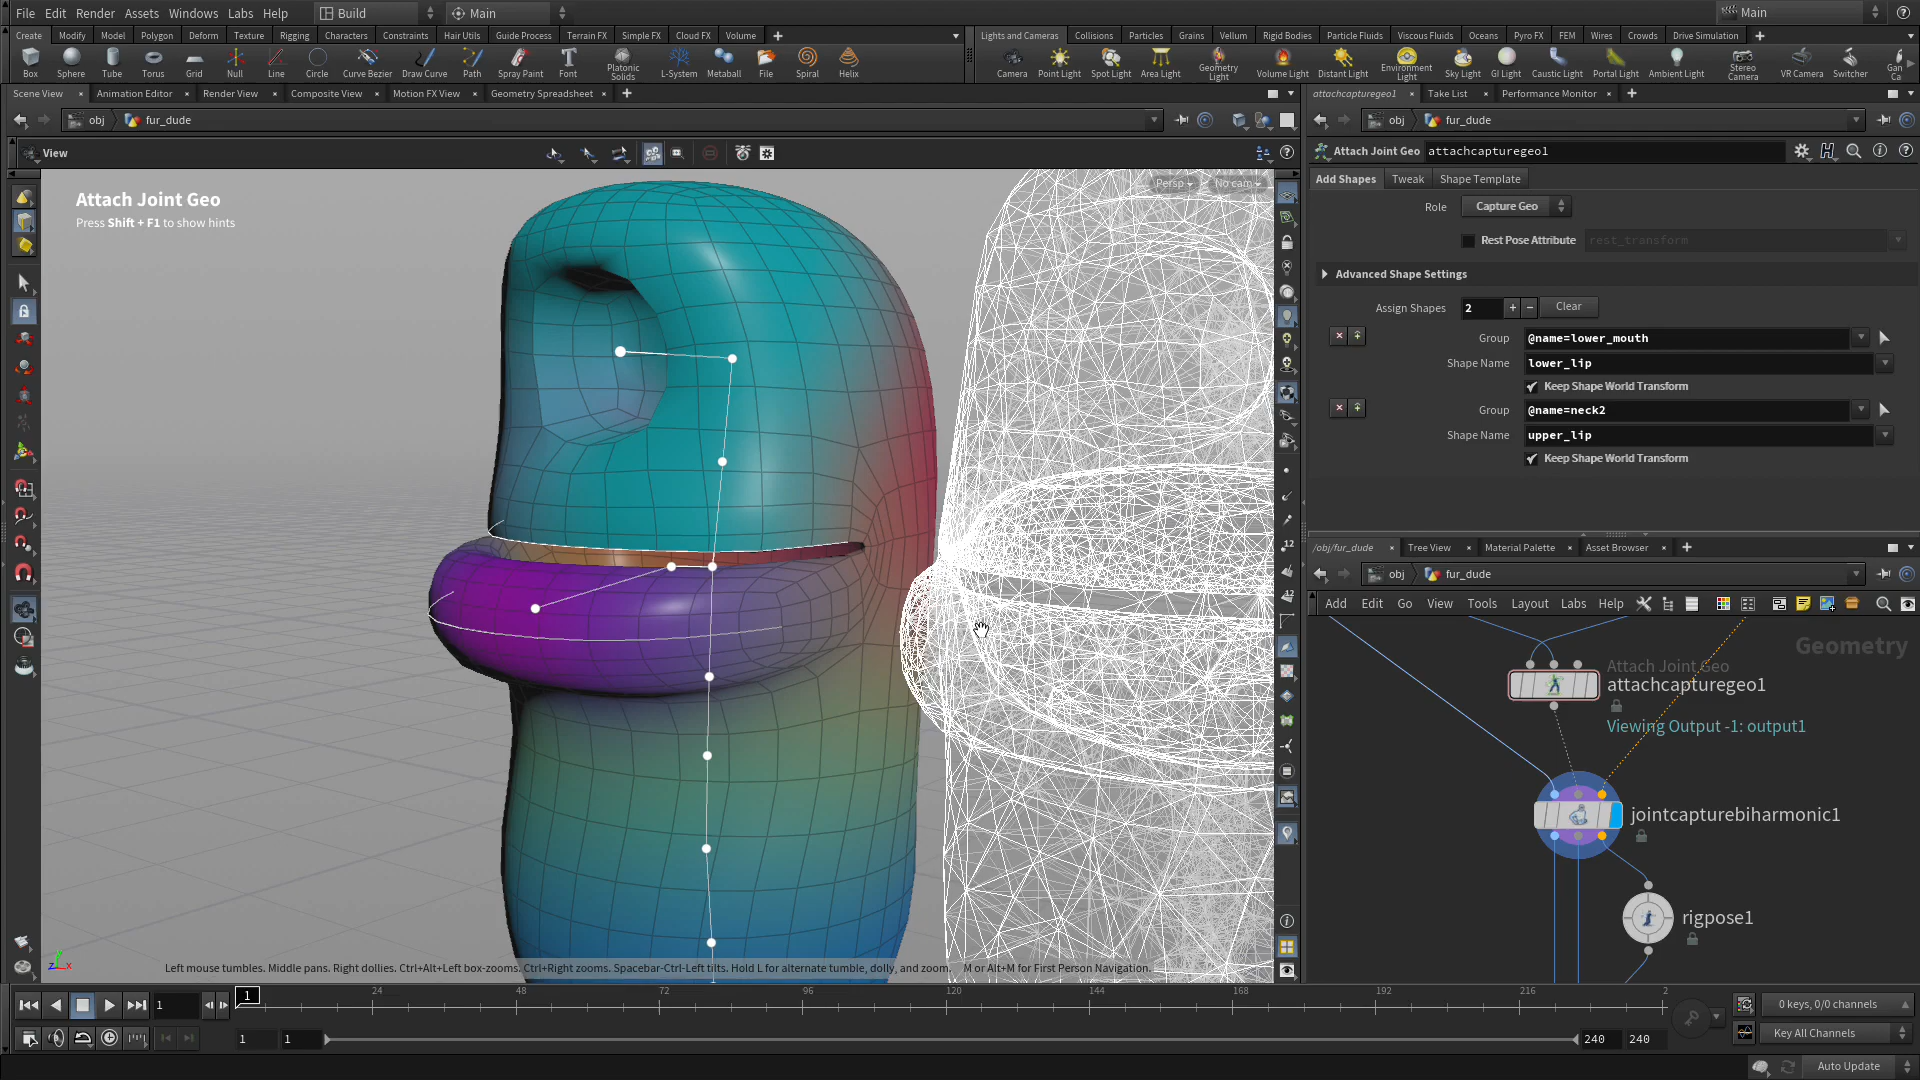 File Edit Render Assets Windows Labs Help Build Main Main
Create Modify Model Polygon Deform Texture Rigging Characters Constraints Hair Utils Guide Process Terrain FX Simple FX Cloud FX Volume
Lights and Cameras Collisions Particles Grains Vellum Rigid Bodies Particle Fluids Viscous Fluids Oceans Pyro FX FEM Wires Crowds Drive Simulation
Box Sphere Tube Torus Grid Null Line Circle Curve Bezier Draw Curve Path Spray Paint Font Platonic Solids L-System Metaball File Spiral Helix
Camera Point Light Spot Light Area Light Geometry Light Volume Light Distant Light Environment Light Sky Light GI Light Caustic Light Portal Light Ambient Light Stereo Camera VR Camera Switcher Gan Ca
Scene View Animation Editor Render View Composite View Motion FX View Geometry Spreadsheet
attachcapturegeo1 Take List Performance Monitor
obj fur_dude
obj fur_dude
View
Attach Joint Geo attachcapturegeo1
Add Shapes Tweak Shape Template
Persp No cam
Attach Joint Geo
Press Shift + F1 to show hints
Role Capture Geo
Rest Pose Attribute rest_transform
Advanced Shape Settings
Assign Shapes 2 + − Clear
Group @name=lower_mouth
Shape Name lower_lip
Keep Shape World Transform
Group @name=neck2
Shape Name upper_lip
Keep Shape World Transform
/obj/fur_dude Tree View Material Palette Asset Browser
obj fur_dude
Add Edit Go View Tools Layout Labs Help
Geometry
Attach Joint Geo
attachcapturegeo1
Viewing Output -1: output1
jointcapturebiharmonic1
rigpose1
12
12
Left mouse tumbles. Middle pans. Right dollies. Ctrl+Alt+Left box-zooms. Ctrl+Right zooms. Spacebar-Ctrl-Left tilts. Hold L for alternate tumble, dolly, and zoom. M or Alt+M for First Person Navigation.
1 1 24 48 72 96 120 144 168 192 216 2
0 keys, 0/0 channels
1 1 240 240
Key All Channels
Auto Update